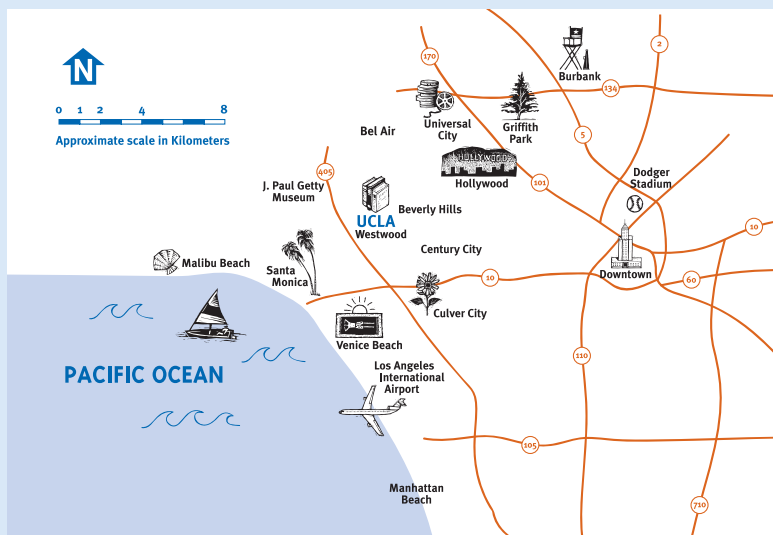 N
0 1 2 4 8
Approximate scale in Kilometers
170
2
Burbank
134
Universal
City
Griffith
Park
5
Bel Air
HOLLYWOOD
Hollywood
101
Dodger
Stadium
405
J. Paul Getty
Museum
UCLA
Westwood
Beverly Hills
Century City
10
Downtown
Malibu Beach
Santa
Monica
10
60
Culver City
Venice Beach
110
PACIFIC OCEAN
Los Angeles
International
Airport
105
Manhattan
Beach
710